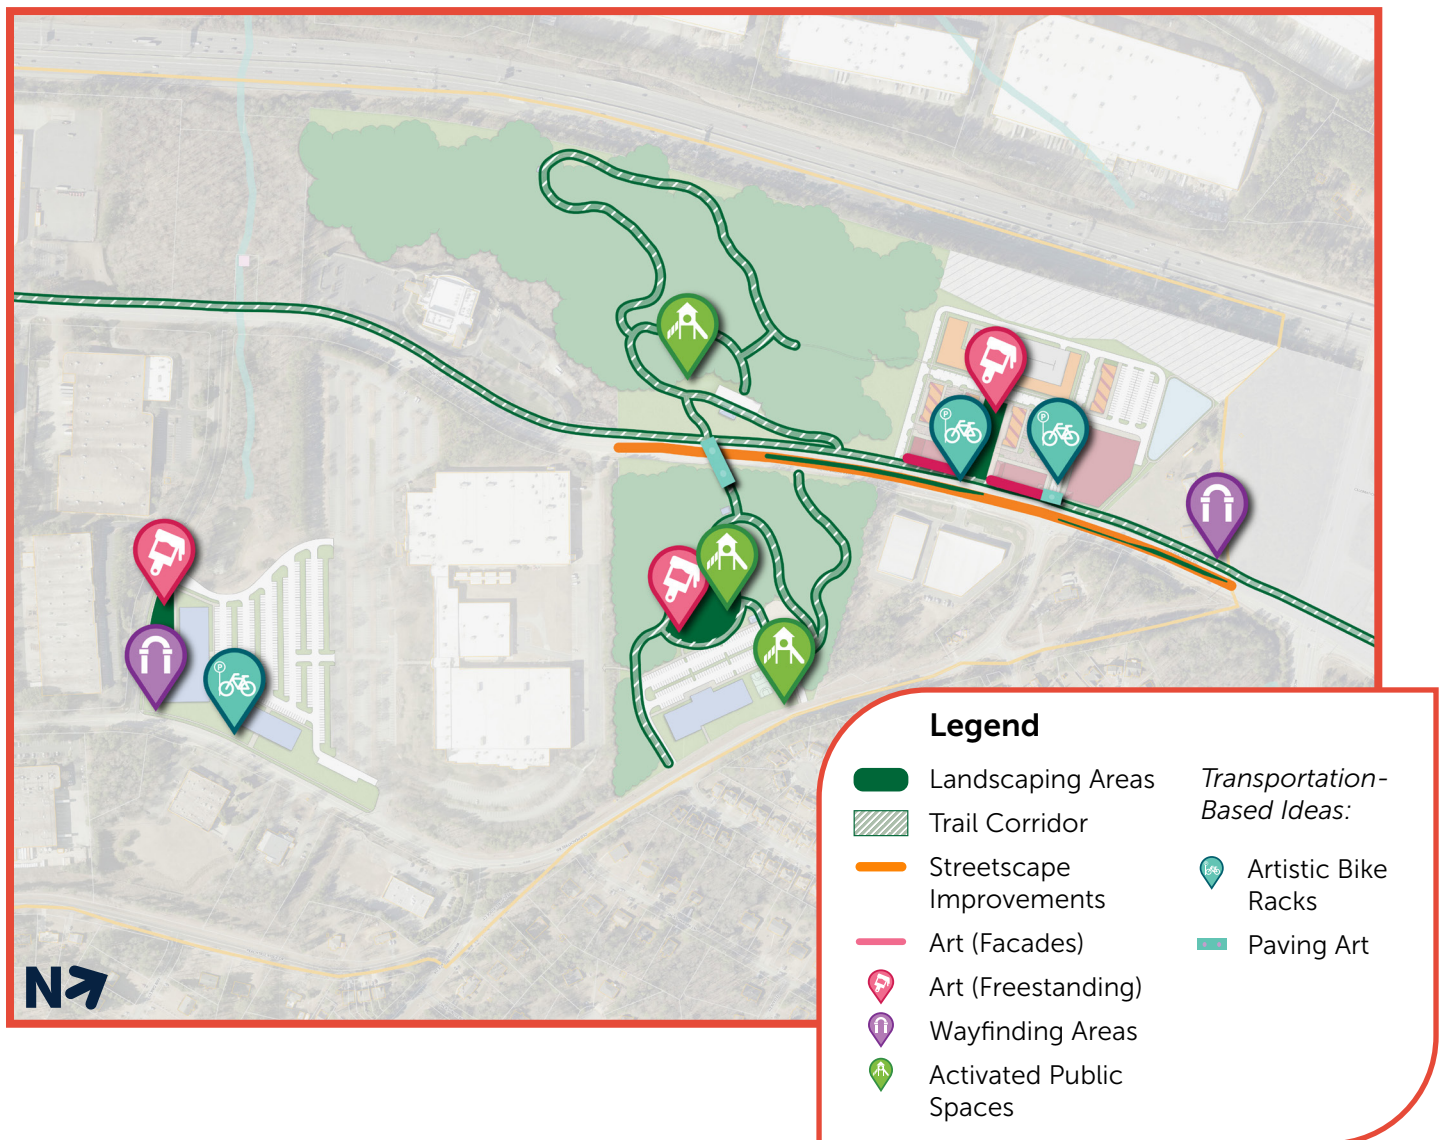 P
P
P
N
Legend
Landscaping Areas
Trail Corridor
Streetscape
Improvements
Art (Facades)
Art (Freestanding)
Wayfinding Areas
Activated Public
Spaces
Transportation-
Based Ideas:
Artistic Bike
Racks
Paving Art